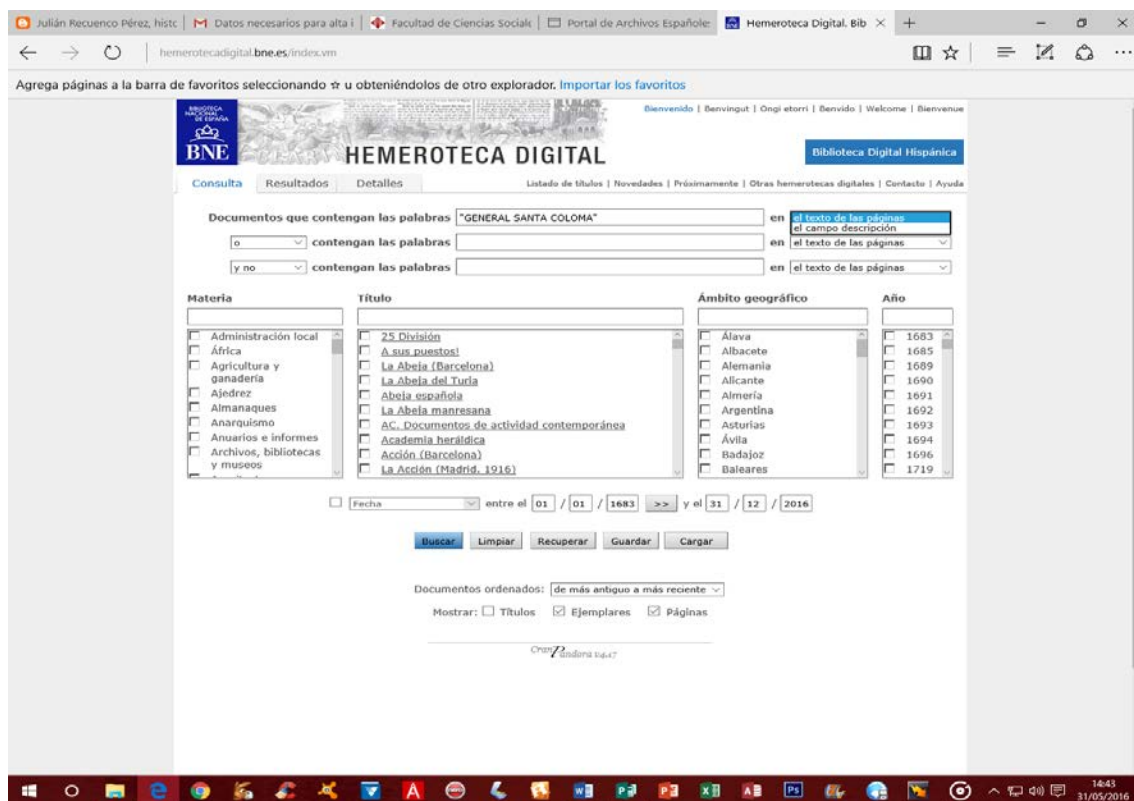 Julián Recuenco Pérez, histo
Datos necesarios para alta i
Facultad de Ciencias Sociale
Portal de Archivos Españole
Hemeroteca Digital. Bib
hemerotecadigital.bne.es/index.vm
Agrega páginas a la barra de favoritos seleccionando ☆ u obteniéndolos de otro explorador. Importar los favoritos
BIBLIOTECA NACIONAL DE ESPAÑA
BNE
HEMEROTECA DIGITAL
Bienvenido | Benvingut | Ongi etorri | Benvido | Welcome | Bienvenue
Biblioteca Digital Hispánica
Consulta Resultados Detalles
Listado de títulos | Novedades | Próximamente | Otras hemerotecas digitales | Contacto | Ayuda
Documentos que contengan las palabras "GENERAL SANTA COLOMA" en el texto de las páginas
el campo descripción
o contengan las palabras en el texto de las páginas
y no contengan las palabras en el texto de las páginas
Materia
Administración local
África
Agricultura y
ganadería
Ajedrez
Almanaques
Anarquismo
Anuarios e informes
Archivos, bibliotecas
y museos
Título
25 División
A sus puestos!
La Abeja (Barcelona)
La Abeja del Turia
Abeja española
La Abeja manresana
AC. Documentos de actividad contemporánea
Academia heráldica
Acción (Barcelona)
La Acción (Madrid. 1916)
Ámbito geográfico
Álava
Albacete
Alemania
Alicante
Almería
Argentina
Asturias
Ávila
Badajoz
Baleares
Año
1683
1685
1689
1690
1691
1692
1693
1694
1696
1719
Fecha entre el 01 / 01 / 1683 >> y el 31 / 12 / 2016
Buscar Limpiar Recuperar Guardar Cargar
Documentos ordenados: de más antiguo a más reciente
Mostrar: Títulos Ejemplares Páginas
14:43
31/05/2016